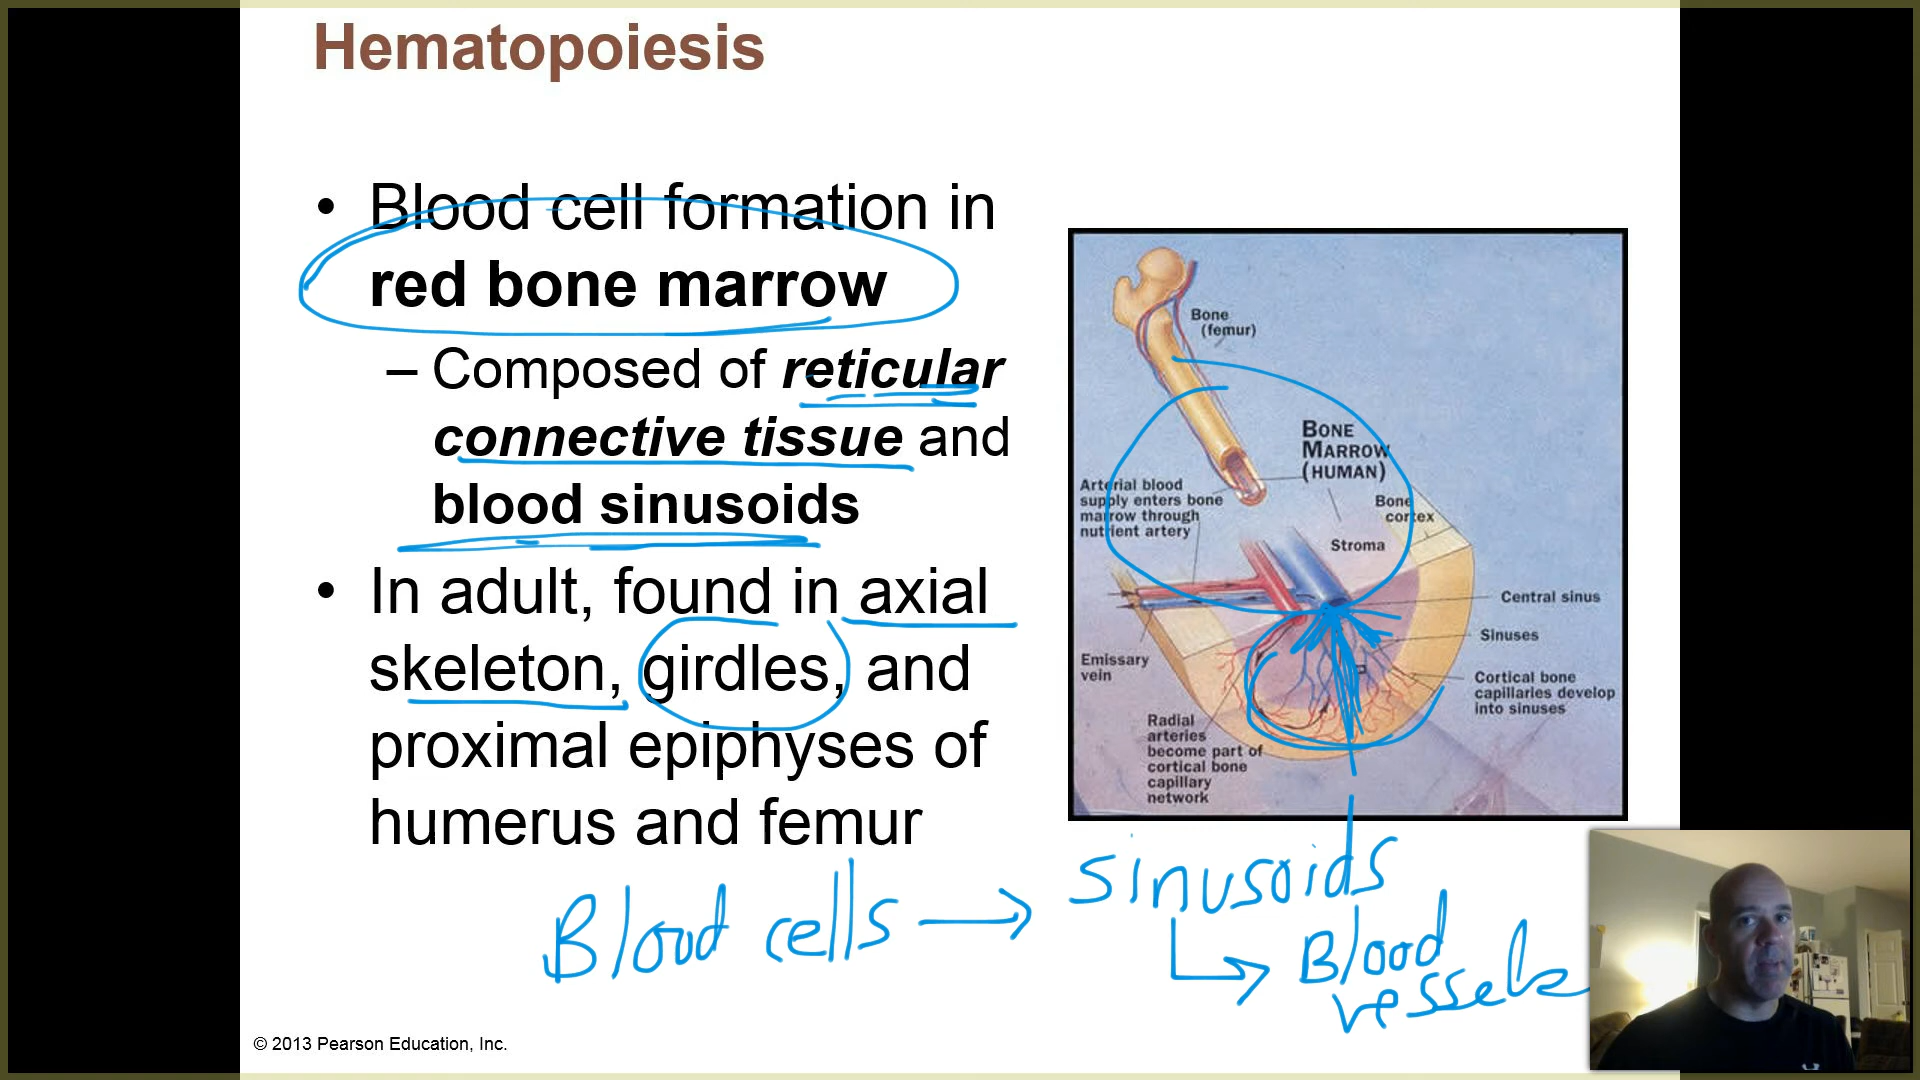 Hematopoiesis
• Blood cell formation in
red bone marrow
– Composed of reticular
connective tissue and
blood sinusoids
• In adult, found in axial
skeleton, girdles, and
proximal epiphyses of
humerus and femur
Bone
(femur)
BONE
MARROW
(HUMAN)
Arterial blood
supply enters bone
marrow through
nutrient artery
Bone
cortex
Stroma
Central sinus
Sinuses
Emissary
vein
Cortical bone
capillaries develop
into sinuses
Radial
arteries
become part of
cortical bone
capillary
network
Blood cells → sinusoids
Blood
vessels
© 2013 Pearson Education, Inc.